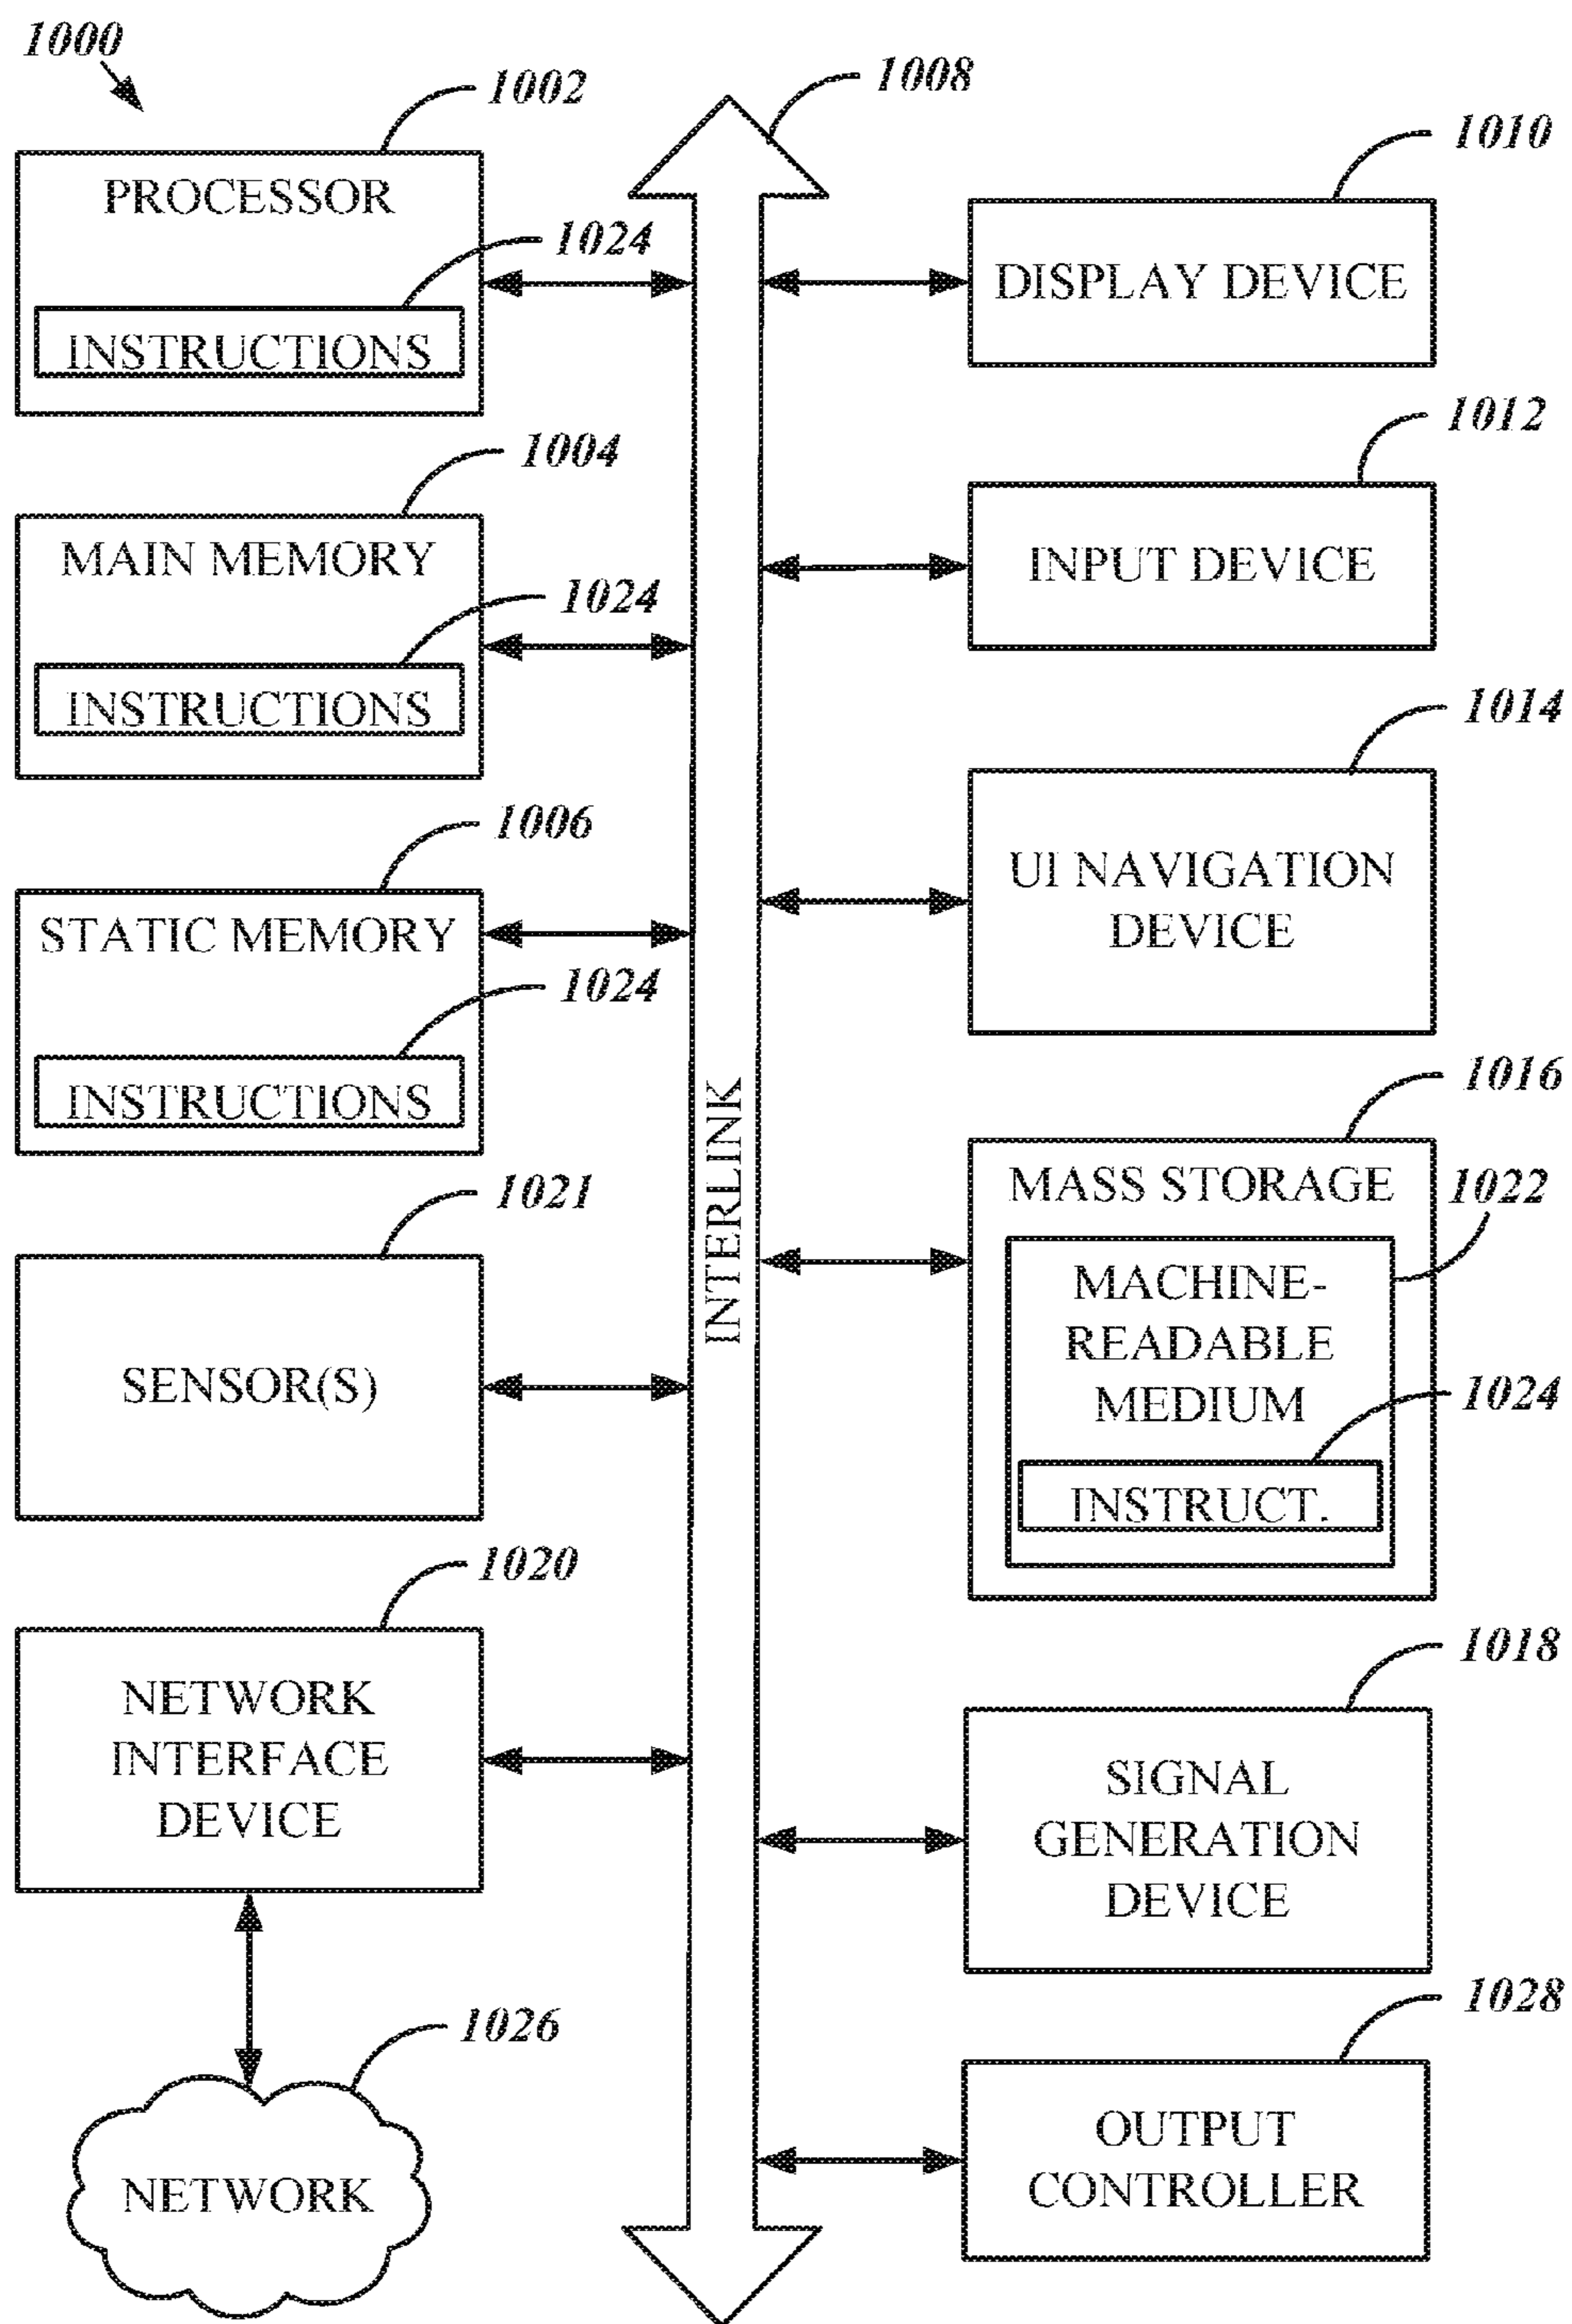 1000
1002
PROCESSOR
1024
INSTRUCTIONS
1004
MAIN MEMORY
1024
INSTRUCTIONS
1006
STATIC MEMORY
1024
INSTRUCTIONS
1021
SENSOR(S)
1020
NETWORK
INTERFACE
DEVICE
1026
NETWORK
1008
INTERLINK
1010
DISPLAY DEVICE
1012
INPUT DEVICE
1014
UI NAVIGATION
DEVICE
1016
MASS STORAGE
1022
MACHINE-
READABLE
MEDIUM
1024
INSTRUCT.
1018
SIGNAL
GENERATION
DEVICE
1028
OUTPUT
CONTROLLER